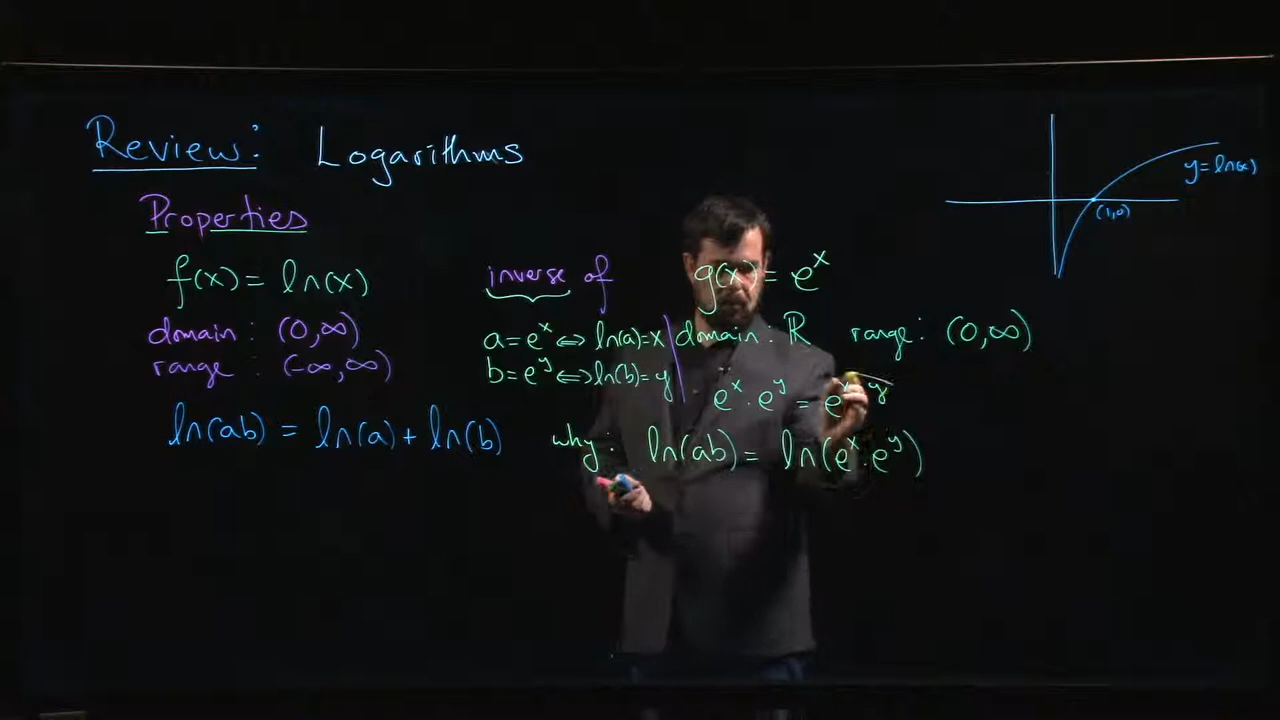 Review: Logarithms
y=ln(x)
(1,0)
Properties
f(x) = ln(x) inverse of g(x) = e^x
domain : (0,∞) a=e^x ⇔ ln(a)=x domain : ℝ range : (0,∞)
range : (-∞,∞) b=e^y ⇔ ln(b)=y
e^x · e^y = e
ln(ab) = ln(a) + ln(b) why: ln(ab) = ln(e^x · e^y)